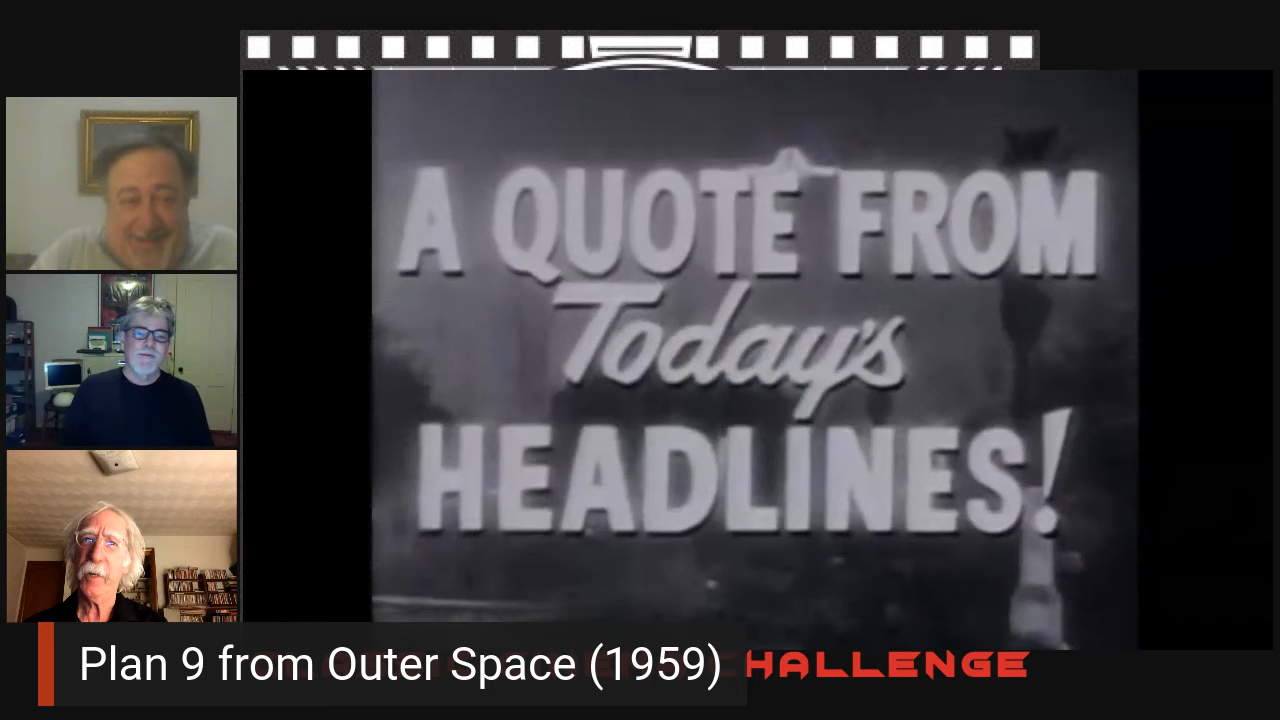 A QUOTE FROM
Today's
HEADLINES!
Plan 9 from Outer Space (1959)
HALLENGE